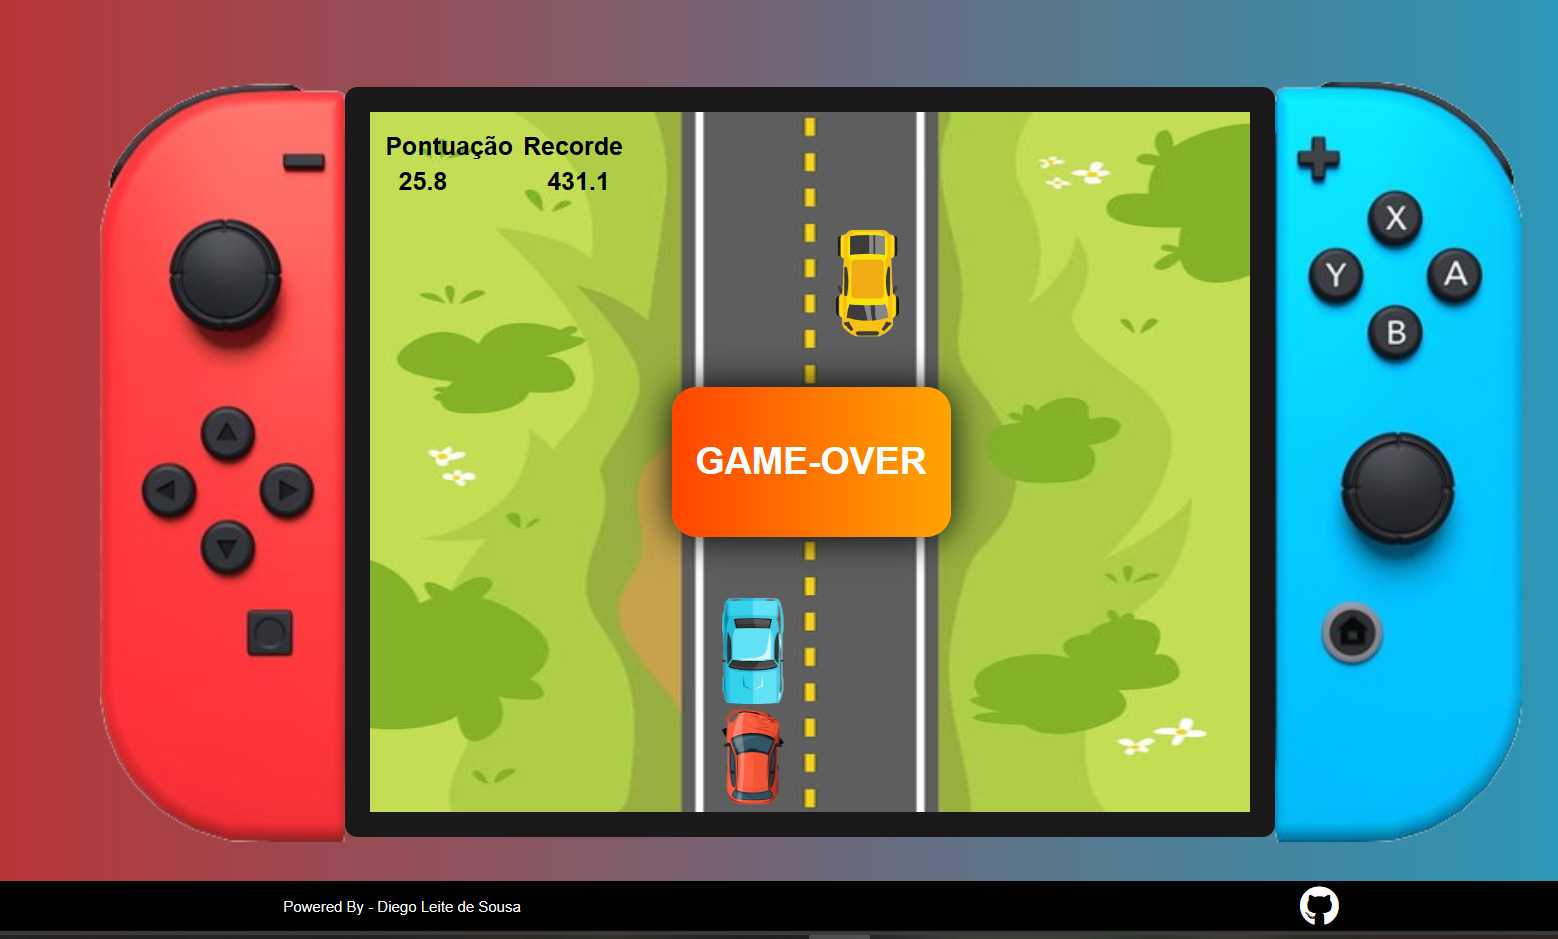 Pontuação Recorde
25.8 431.1
X
Y A
B
GAME-OVER
Powered By - Diego Leite de Sousa